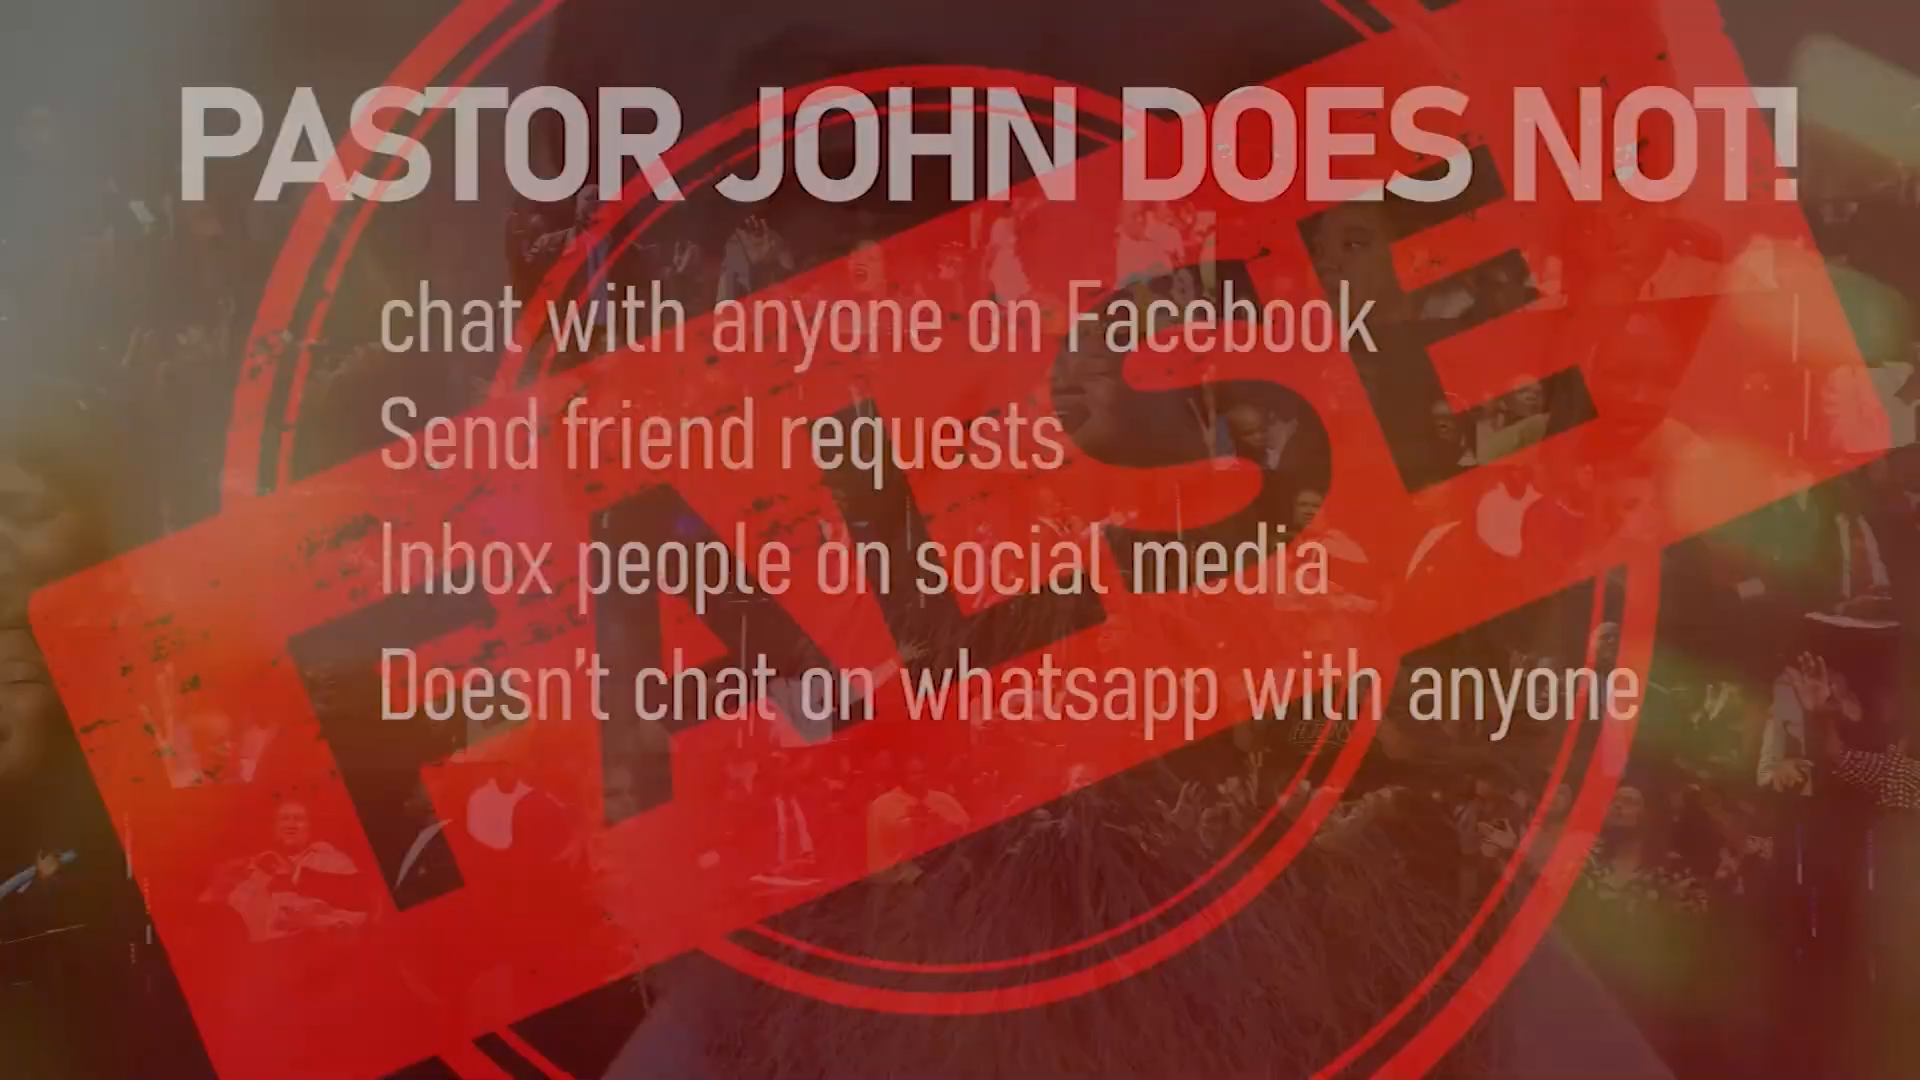 PASTOR JOHN DOES NOT!
chat with anyone on Facebook
Send friend requests
Inbox people on social media
Doesn't chat on whatsapp with anyone
FALSE